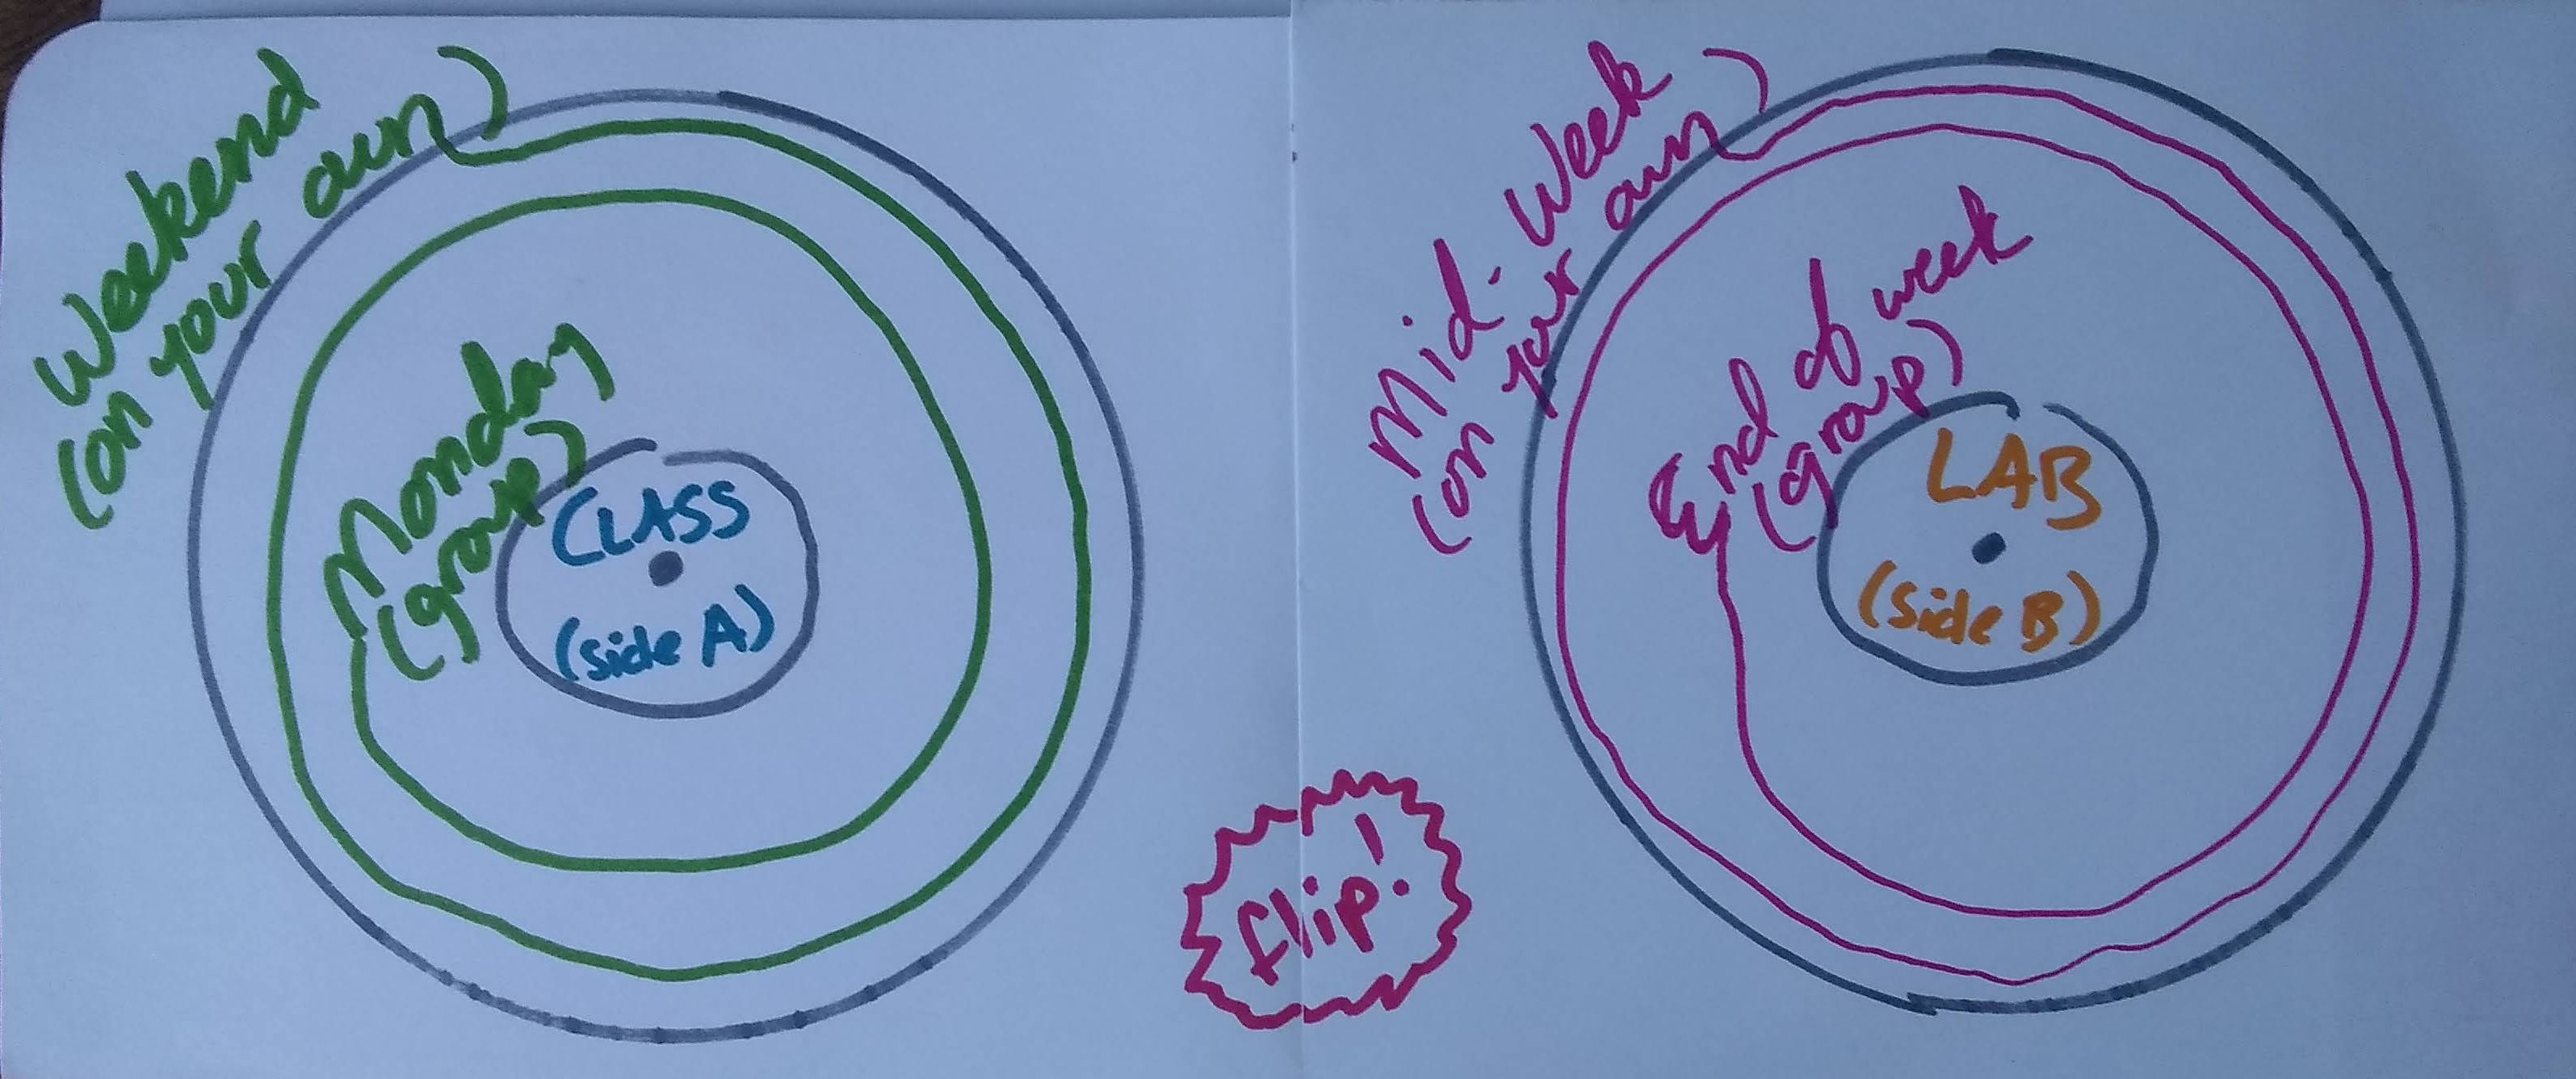 Weekend
(on your own)
Monday
(group)
CLASS
(side A)
flip!
Mid-Week
(on your own)
End of week
(group)
LAB
(side B)